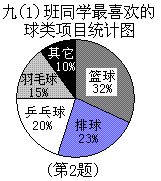 九(1)班同学最喜欢的
球类项目统计图
其它
10%
篮球
32%
羽毛球
15%
乒乓球
20%
排球
23%
(第2题)